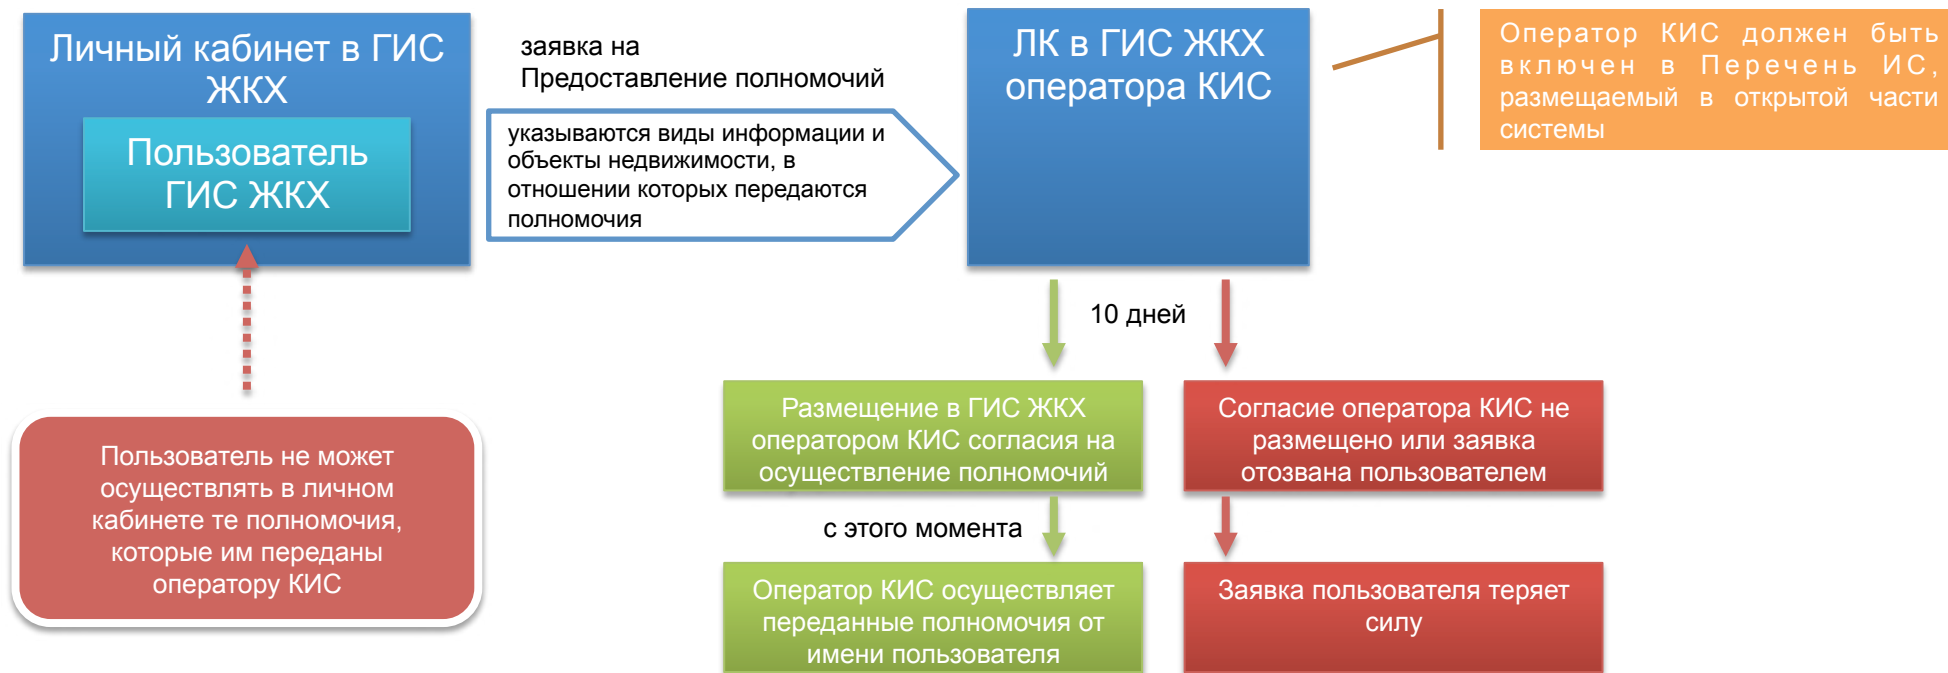 Личный кабинет в ГИС
ЖКХ
Пользователь
ГИС ЖКХ
заявка на
Предоставление полномочий
указываются виды информации и
объекты недвижимости, в
отношении которых передаются
полномочия
ЛК в ГИС ЖКХ
оператора КИС
Оператор КИС должен быть
включен в Перечень ИС,
размещаемый в открытой части
системы
10 дней
Размещение в ГИС ЖКХ
оператором КИС согласия на
осуществление полномочий
Согласие оператора КИС не
размещено или заявка
отозвана пользователем
Пользователь не может
осуществлять в личном
кабинете те полномочия,
которые им переданы
оператору КИС
с этого момента
Оператор КИС осуществляет
переданные полномочия от
имени пользователя
Заявка пользователя теряет
силу